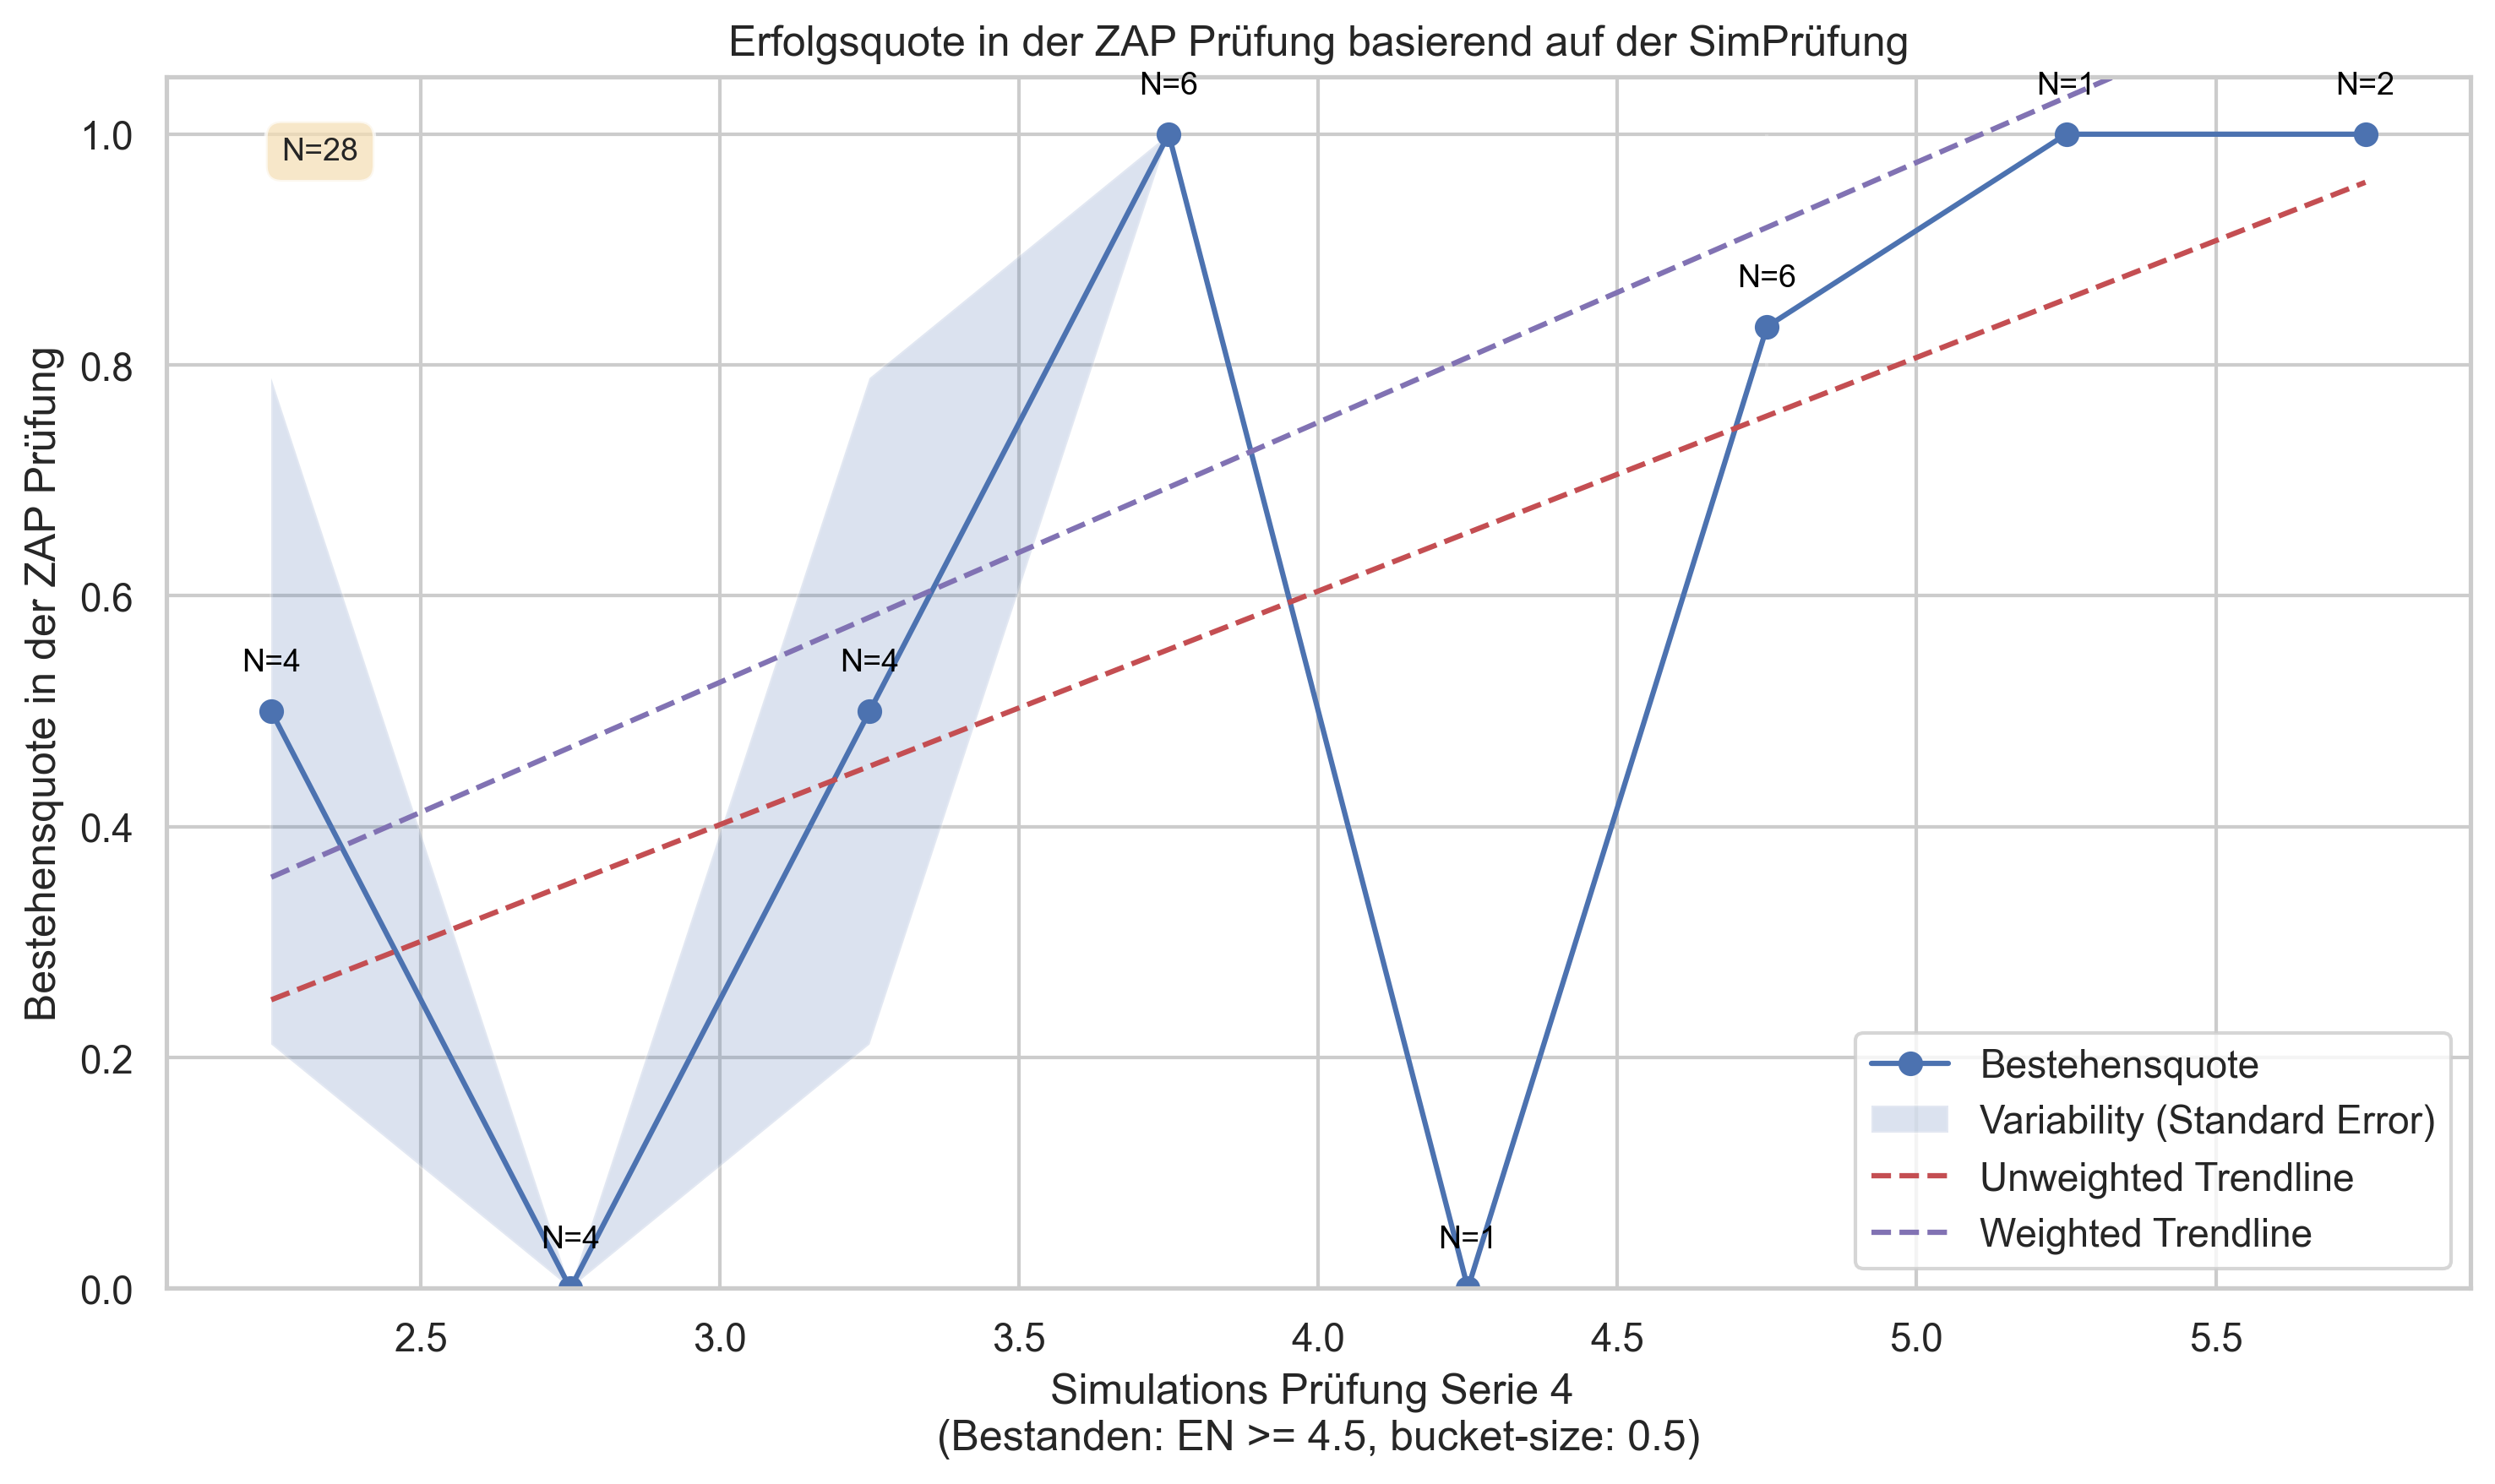 Erfolgsquote in der ZAP Prüfung basierend auf der SimPrüfung
N=6
N=1
N=2
N=28
N=6
N=4
N=4
N=4
N=1
1.0
0.8
0.6
0.4
0.2
0.0
Bestehensquote in der ZAP Prüfung
Bestehensquote
Variability (Standard Error)
Unweighted Trendline
Weighted Trendline
2.5 3.0 3.5 4.0 4.5 5.0 5.5
Simulations Prüfung Serie 4
(Bestanden: EN >= 4.5, bucket-size: 0.5)